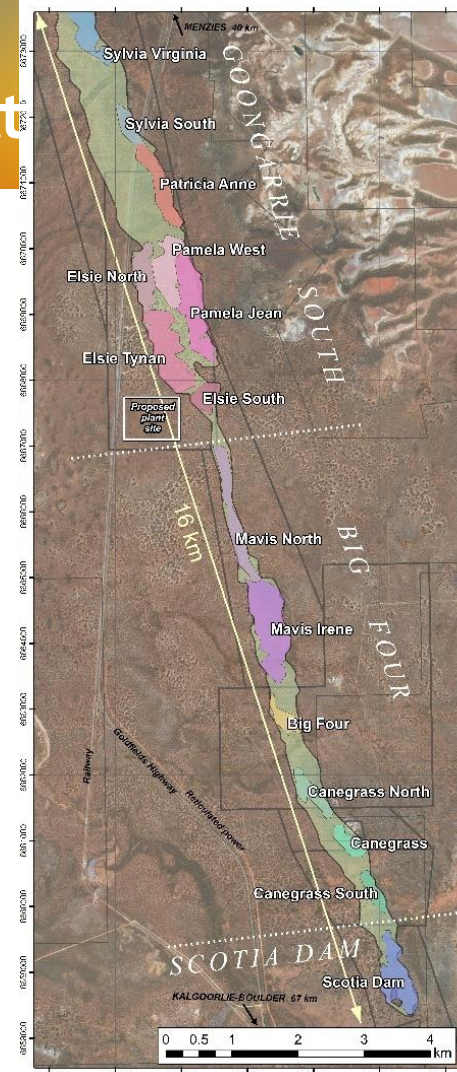 MENZIES 40 km
Sylvia Virginia
GOONGARRIE
SOUTH
Sylvia South
Patricia Anne
Pamela West
Elsie North
Pamela Jean
Elsie Tynan
Elsie South
Proposed
plant
site
16 km
Mavis North
BIG
FOUR
Mavis Irene
Big Four
Railway
Goldfields Highway
Reticulated power
Canegrass North
Canegrass
Canegrass South
SCOTIA DAM
Scotia Dam
KALGOORLIE-BOULDER 67 km
0 0.5 1 2 3 4
km